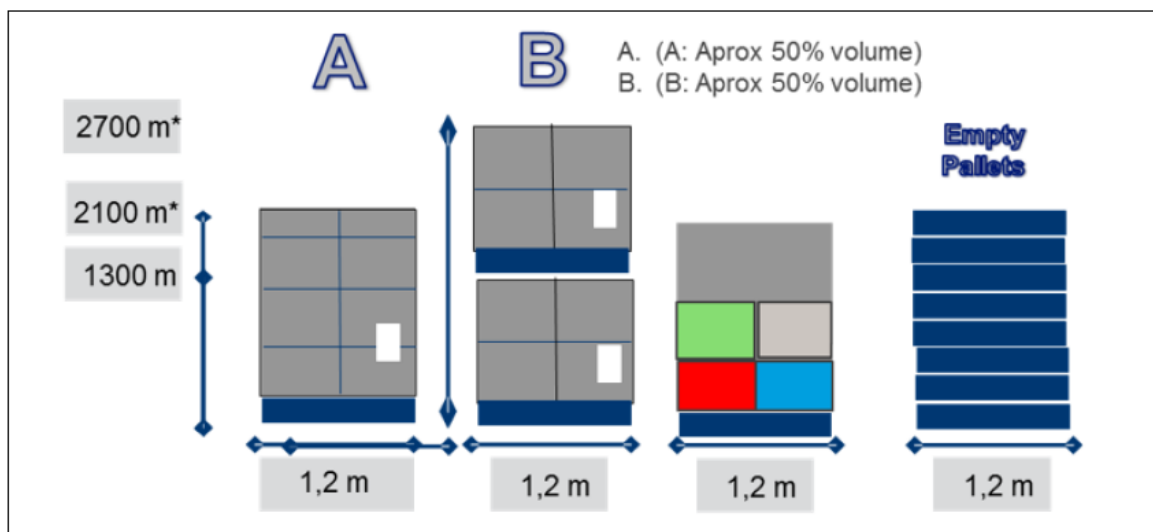 A
B
A. (A: Aprox 50% volume)
B. (B: Aprox 50% volume)
2700 m*
2100 m*
1300 m
Empty
Pallets
1,2 m
1,2 m
1,2 m
1,2 m